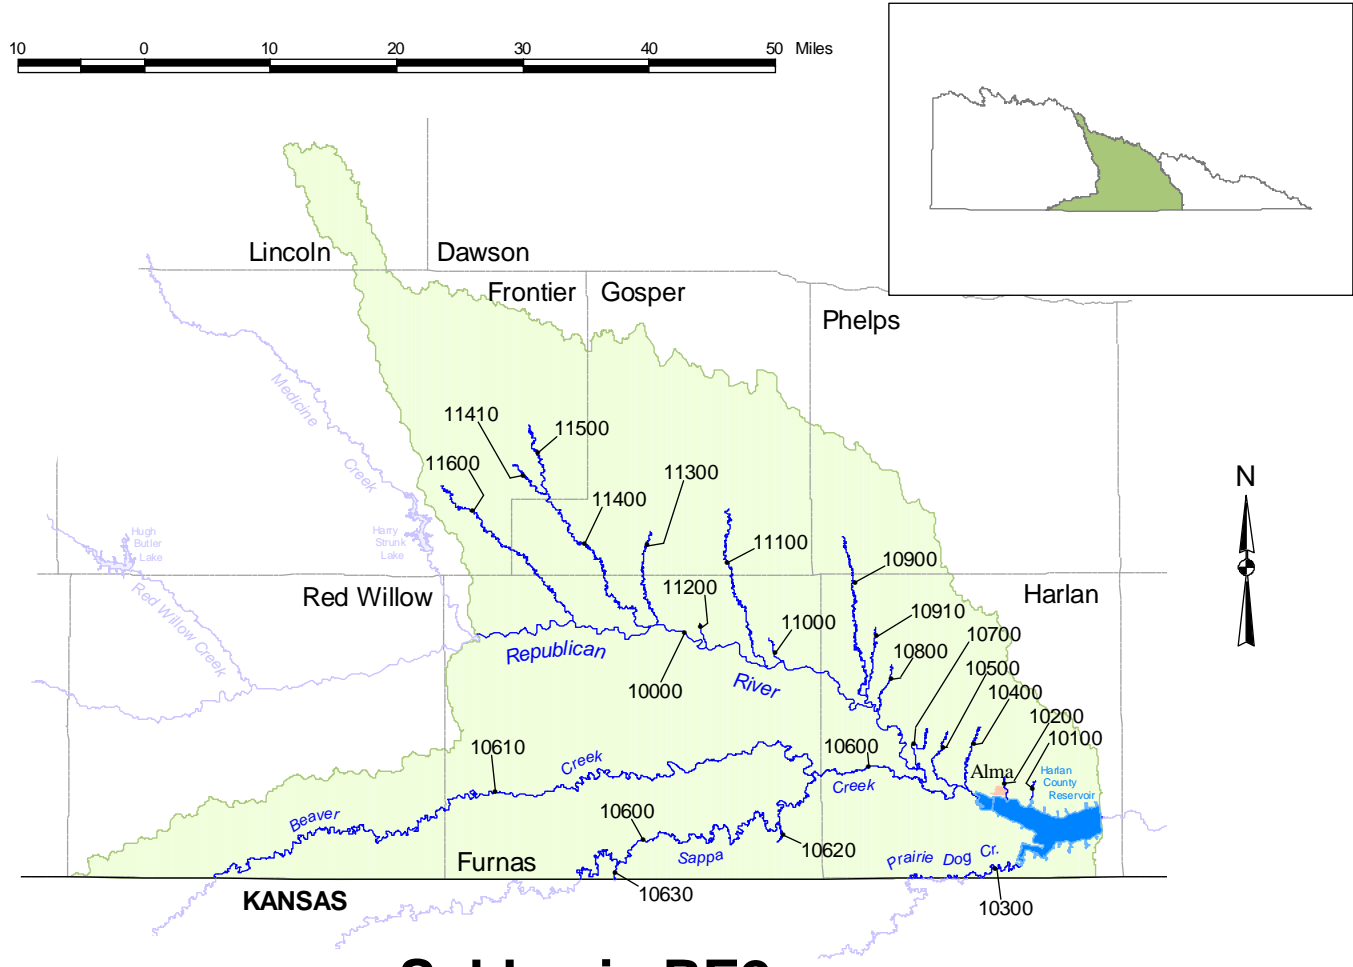 10 0 10 20 30 40 50 Miles
Lincoln
Dawson
Frontier
Gosper
Phelps
Medicine
Creek
11410
11500
11600
11300
11400
N
Hugh
Butler
Lake
Harry
Strunk
Lake
11100
10900
Red Willow Creek
Red Willow
11200
Harlan
10910
11000
10700
Republican
10800
10500
River
10000
10400
10200
10100
10610
Creek
10600
Alma
Harlan
County
Reservoir
Creek
Beaver
10600
Sappa
10620
Prairie Dog Cr.
Furnas
KANSAS
10630
10300